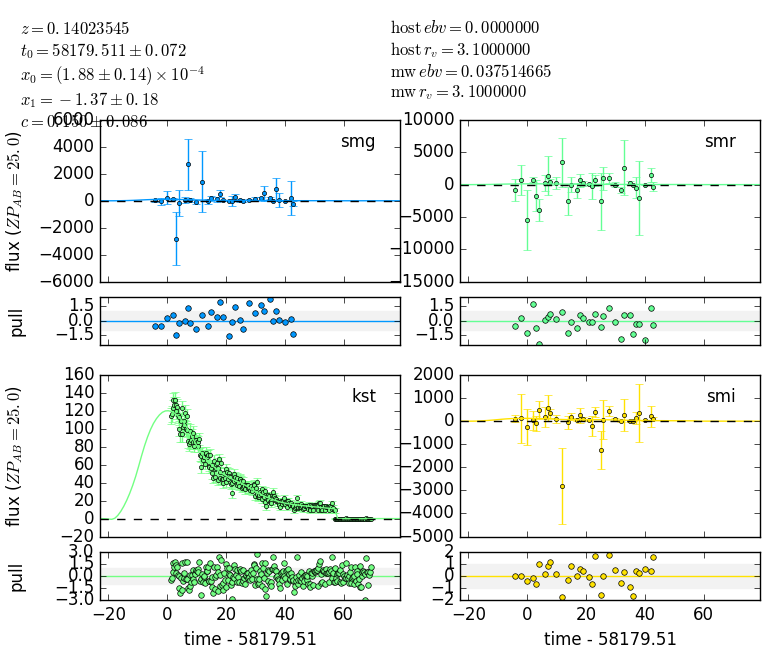 z = 0.14023545
t₀ = 58179.511 ± 0.072
x₀ = (1.88 ± 0.14) × 10⁻⁴
x₁ = −1.37 ± 0.18
c = 0.150 ± 0.086
host ebv = 0.0000000
host r_v = 3.1000000
mw ebv = 0.037514665
mw r_v = 3.1000000
6000
4000
2000
0
−2000
−4000
−6000
flux (ZP_AB = 25.0)
smg
10000
5000
0
−5000
−10000
−15000
smr
1.5
0.0
−1.5
pull
1.5
0.0
−1.5
160
140
120
100
80
60
40
20
0
−20
flux (ZP_AB = 25.0)
kst
2000
1000
0
−1000
−2000
−3000
−4000
−5000
smi
3.0
1.5
0.0
−1.5
−3.0
pull
2
1
0
−1
−2
−20 0 20 40 60
time - 58179.51
−20 0 20 40 60
time - 58179.51